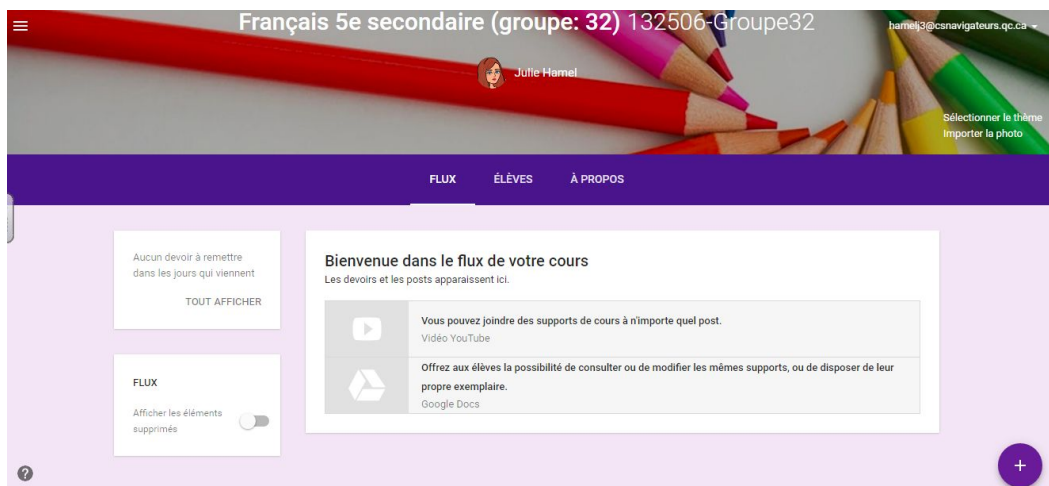 Français 5e secondaire (groupe: 32) 132506-Groupe32
hamelj3@csnavigateurs.qc.ca
Julie Hamel
Sélectionner le thème
Importer la photo
FLUX ÉLÈVES À PROPOS
Aucun devoir à remettre
dans les jours qui viennent
TOUT AFFICHER
FLUX
Afficher les éléments
supprimés
Bienvenue dans le flux de votre cours
Les devoirs et les posts apparaissent ici.
Vous pouvez joindre des supports de cours à n'importe quel post.
Vidéo YouTube
Offrez aux élèves la possibilité de consulter ou de modifier les mêmes supports, ou de disposer de leur
propre exemplaire.
Google Docs